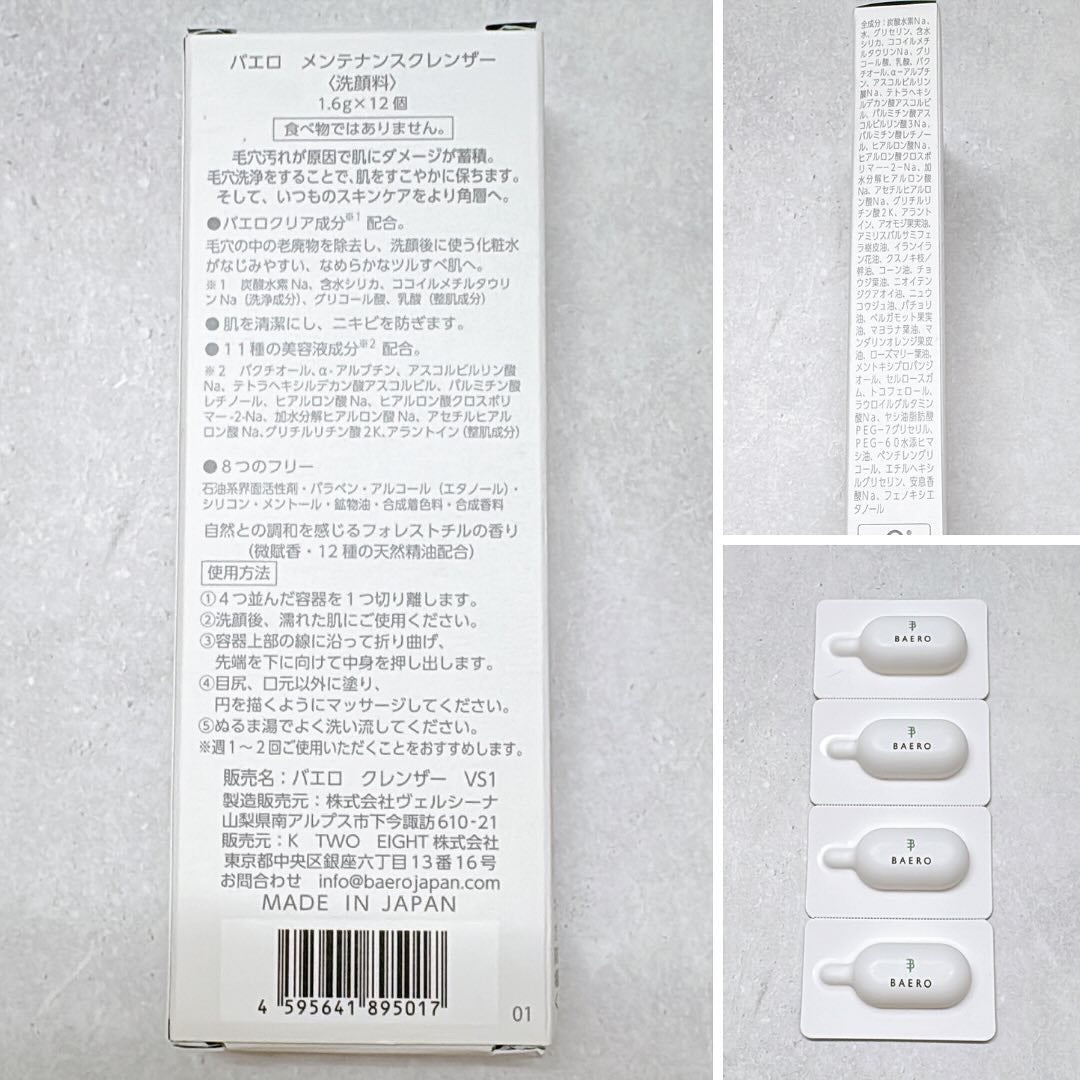 バエロ メンテナンスクレンザー
〈洗顔料〉
1.6g×12個
食べ物ではありません。
毛穴汚れが原因で肌にダメージが蓄積。
毛穴洗浄をすることで、肌をすこやかに保ちます。
そして、いつものスキンケアをより角層へ。
●バエロクリア成分※1 配合。
毛穴の中の老廃物を除去し、洗顔後に使う化粧水
がなじみやすい、なめらかなツルすべ肌へ。
※1 炭酸水素Na、含水シリカ、ココイルメチルタウリ
ンNa（洗浄成分）、グリコール酸、乳酸（整肌成分）
●肌を清潔にし、ニキビを防ぎます。
●11種の美容液成分※2 配合。
※2 バクチオール、α-アルブチン、アスコルビルリン酸
Na、テトラヘキシルデカン酸アスコルビル、パルミチン酸
レチノール、ヒアルロン酸Na、ヒアルロン酸クロスポリ
マー-2-Na、加水分解ヒアルロン酸Na、アセチルヒアル
ロン酸Na、グリチルリチン酸2K、アラントイン（整肌成分）
●8つのフリー
石油系界面活性剤・パラベン・アルコール（エタノール）・
シリコン・メントール・鉱物油・合成着色料・合成香料
自然との調和を感じるフォレストチルの香り
（微賦香・12種の天然精油配合）
使用方法
①4つ並んだ容器を1つ切り離します。
②洗顔後、濡れた肌にご使用ください。
③容器上部の線に沿って折り曲げ、
先端を下に向けて中身を押し出します。
④目尻、口元以外に塗り、
円を描くようにマッサージしてください。
⑤ぬるま湯でよく洗い流してください。
※週1～2回ご使用いただくことをおすすめします。
販売名：バエロ クレンザー VS1
製造販売元：株式会社ヴェルシーナ
山梨県南アルプス市下今諏訪610-21
販売元：K TWO EIGHT株式会社
東京都中央区銀座六丁目13番16号
お問合わせ info@baerojapan.com
MADE IN JAPAN
4 595641 895017
01
全成分：炭酸水素Na、
水、グリセリン、含水
シリカ、ココイルメチ
ルタウリンNa、グリ
コール酸、乳酸、バク
チオール、α-アルブチ
ン、アスコルビルリン
酸Na、テトラヘキシ
ルデカン酸アスコルビ
ル、パルミチン酸アス
コルビルリン酸3Na、
パルミチン酸レチノー
ル、ヒアルロン酸Na、
ヒアルロン酸クロスポ
リマー-2-Na、加
水分解ヒアルロン酸
Na、アセチルヒアルロ
ン酸Na、グリチルリ
チン酸2K、アラント
イン、アオモジ果実油、
アミリスバルサミフェ
ラ樹皮油、イランイラ
ン花油、クスノキ枝/
幹油、コーン油、チョ
ウジ葉油、ニオイテン
ジクアオイ油、ニュウ
コウジュ油、パチョリ
油、ベルガモット果実
油、マヨラナ葉油、マ
ンダリンオレンジ果皮
油、ローズマリー葉油、
メントキシプロパンジ
オール、セルロースガ
ム、トコフェロール、
ラウロイルグルタミン
酸Na、ヤシ油脂肪酸
PEG-7グリセリル、
PEG-60水添ヒマ
シ油、ペンチレングリ
コール、エチルヘキシ
ルグリセリン、安息香
酸Na、フェノキシエ
タノール
BAERO
BAERO
BAERO
BAERO